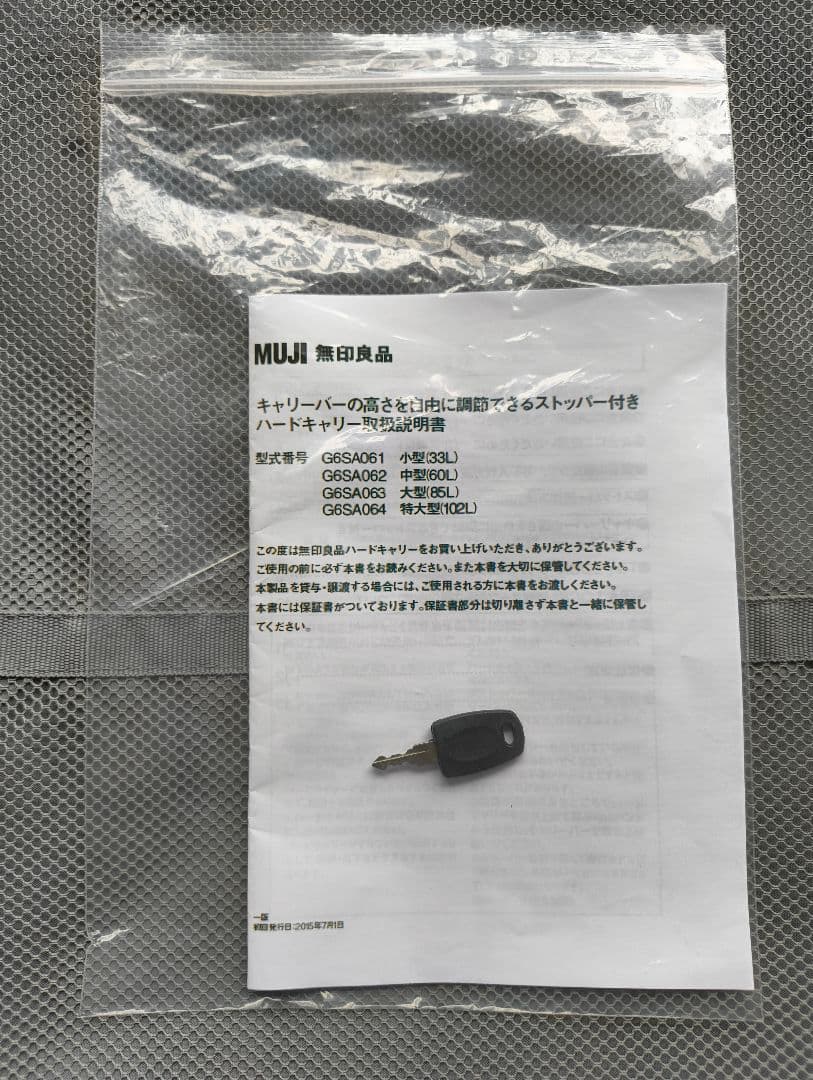 MUJI 無印良品
キャリーバーの高さを自由に調節できるストッパー付き
ハードキャリー取扱説明書
型式番号 G6SA061 小型(33L)
G6SA062 中型(60L)
G6SA063 大型(85L)
G6SA064 特大型(102L)
この度は無印良品ハードキャリーをお買い上げいただき、ありがとうございます。
ご使用の前に必ず本書をお読みください。また本書を大切に保管してください。
本製品を貸与・譲渡する場合には、ご使用される方に本書をお渡しください。
本書には保証書がついております。保証書部分は切り離さず本書と一緒に保管し
てください。
一版
初回発行日:2015年7月1日